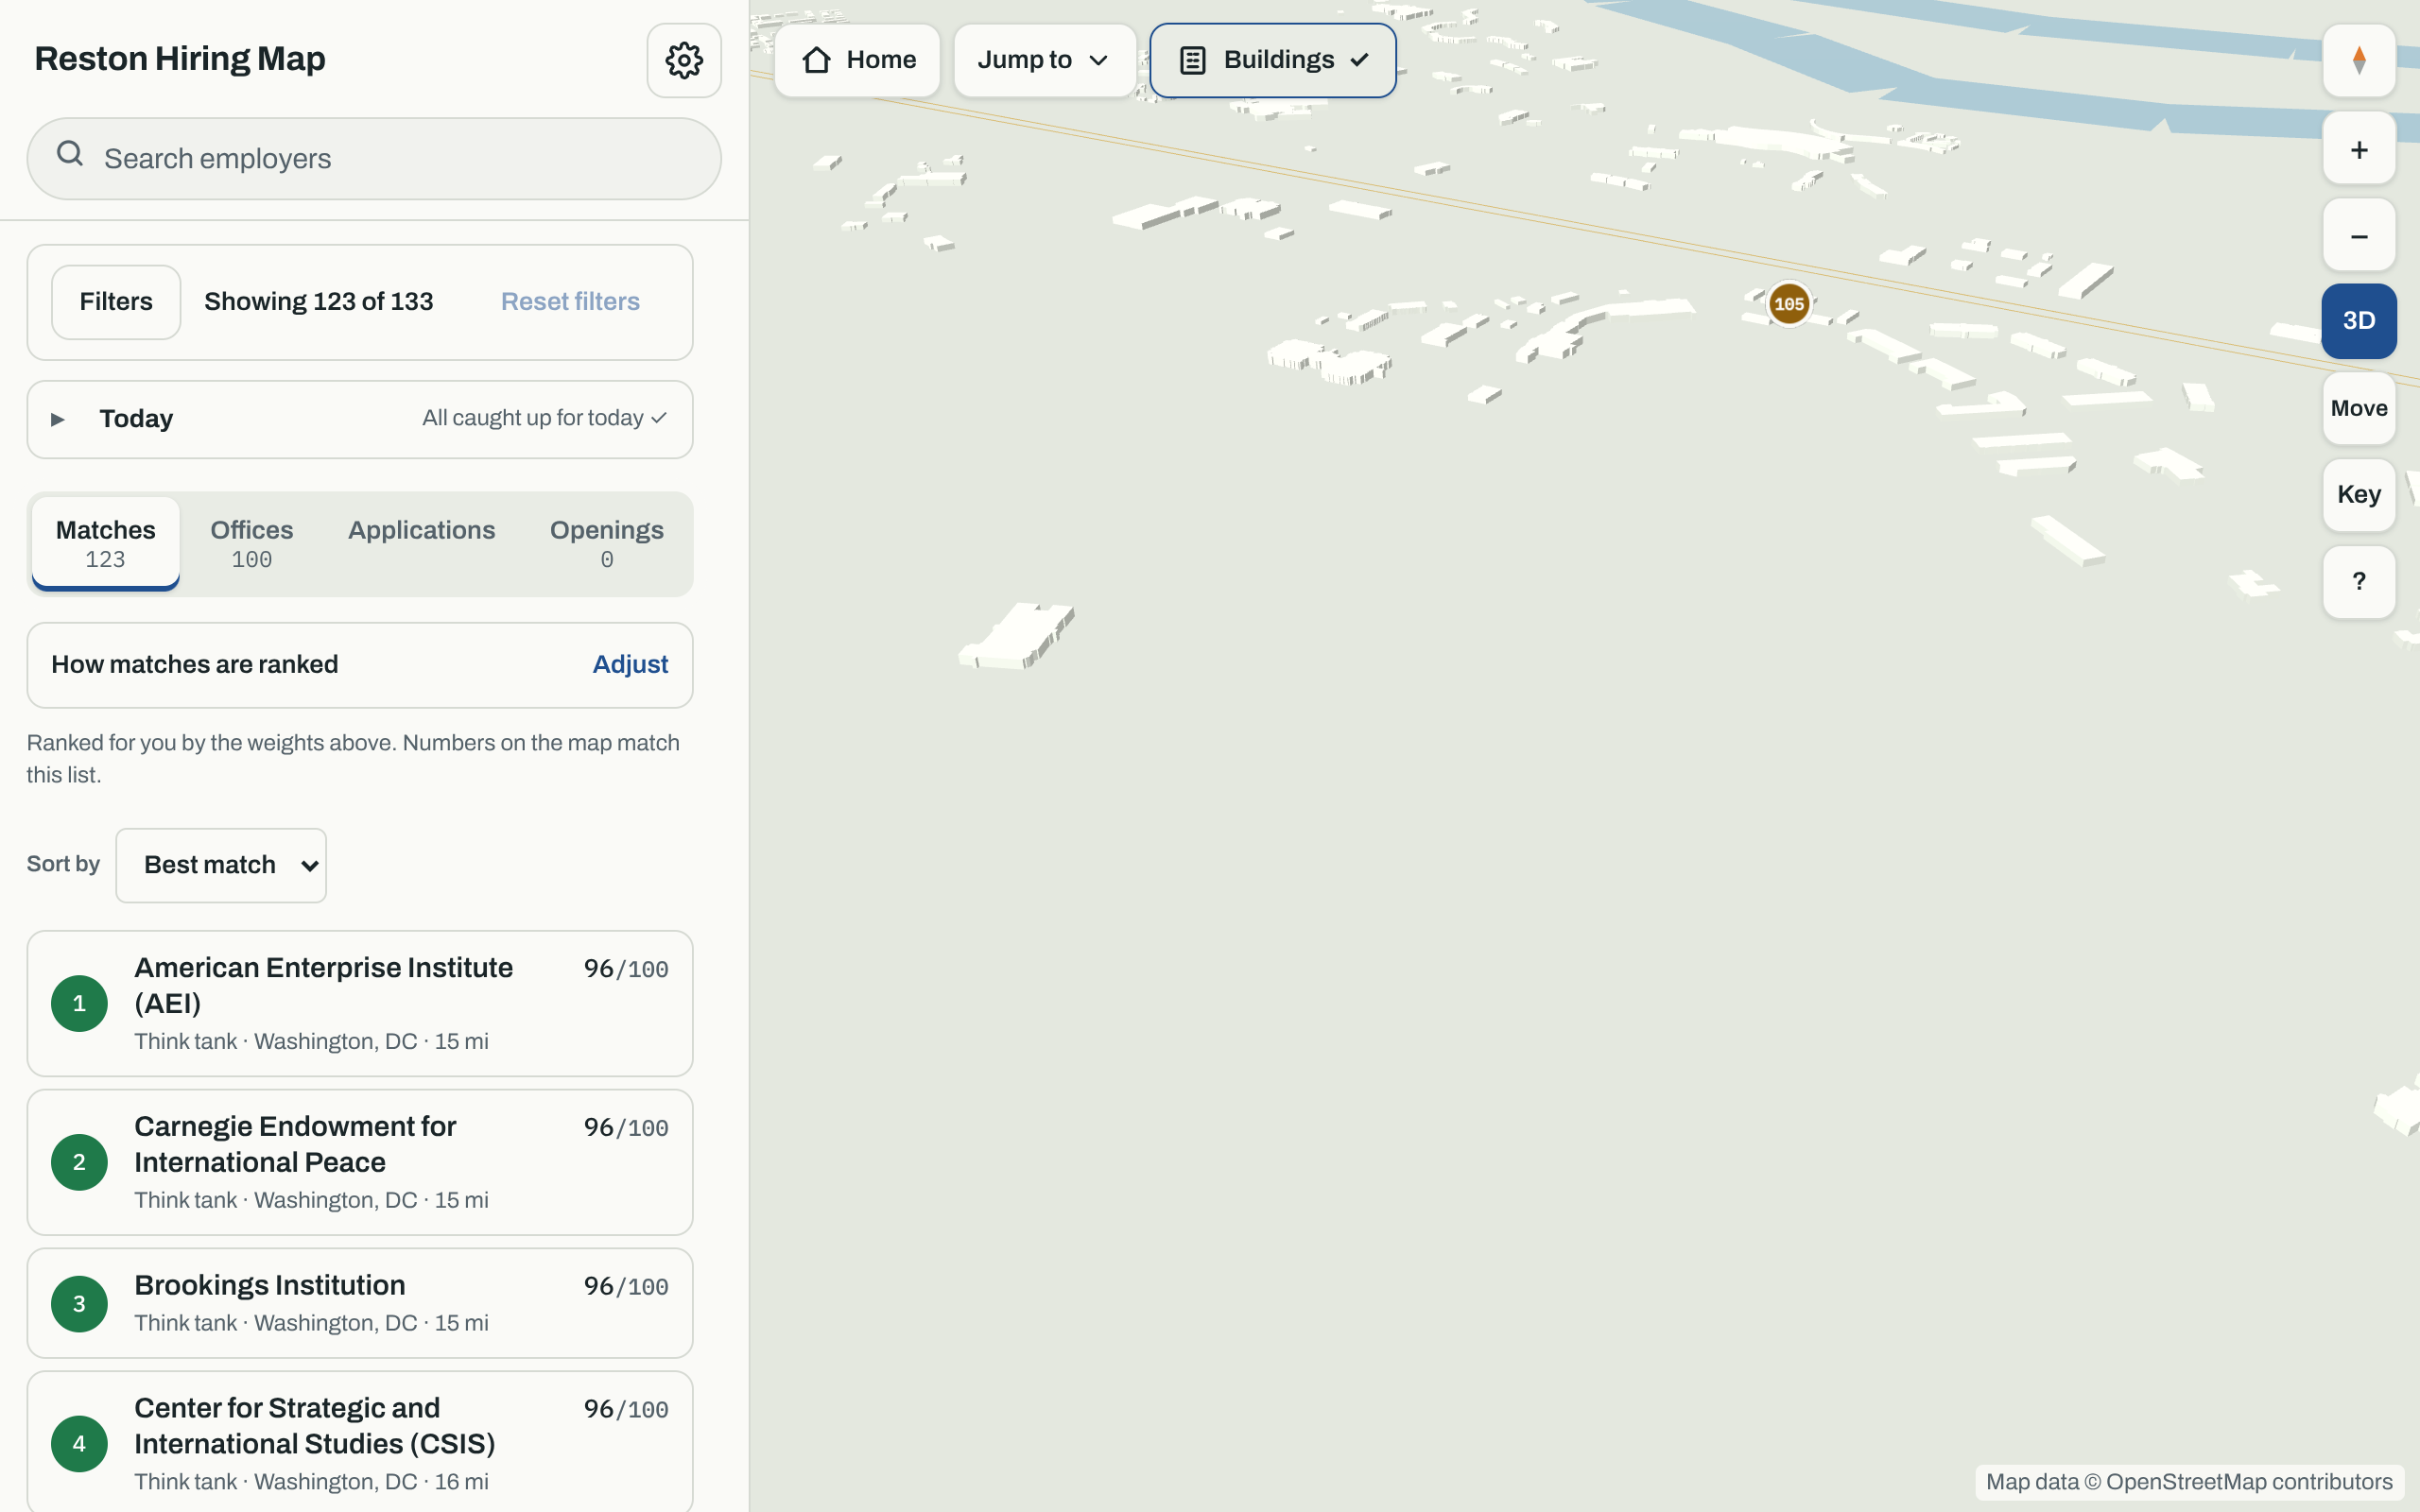 Reston Hiring Map
Search employers
Filters
Showing 123 of 133
Reset filters
Today
All caught up for today ✓
Matches
123
Offices
100
Applications
Openings
0
How matches are ranked
Adjust
Ranked for you by the weights above. Numbers on the map match
this list.
Sort by
Best match
1
American Enterprise Institute
(AEI)
96/100
Think tank · Washington, DC · 15 mi
2
Carnegie Endowment for
International Peace
96/100
Think tank · Washington, DC · 15 mi
3
Brookings Institution
96/100
Think tank · Washington, DC · 15 mi
4
Center for Strategic and
International Studies (CSIS)
96/100
Think tank · Washington, DC · 16 mi
Home
Jump to
Buildings ✓
105
+
−
3D
Move
Key
?
Map data © OpenStreetMap contributors